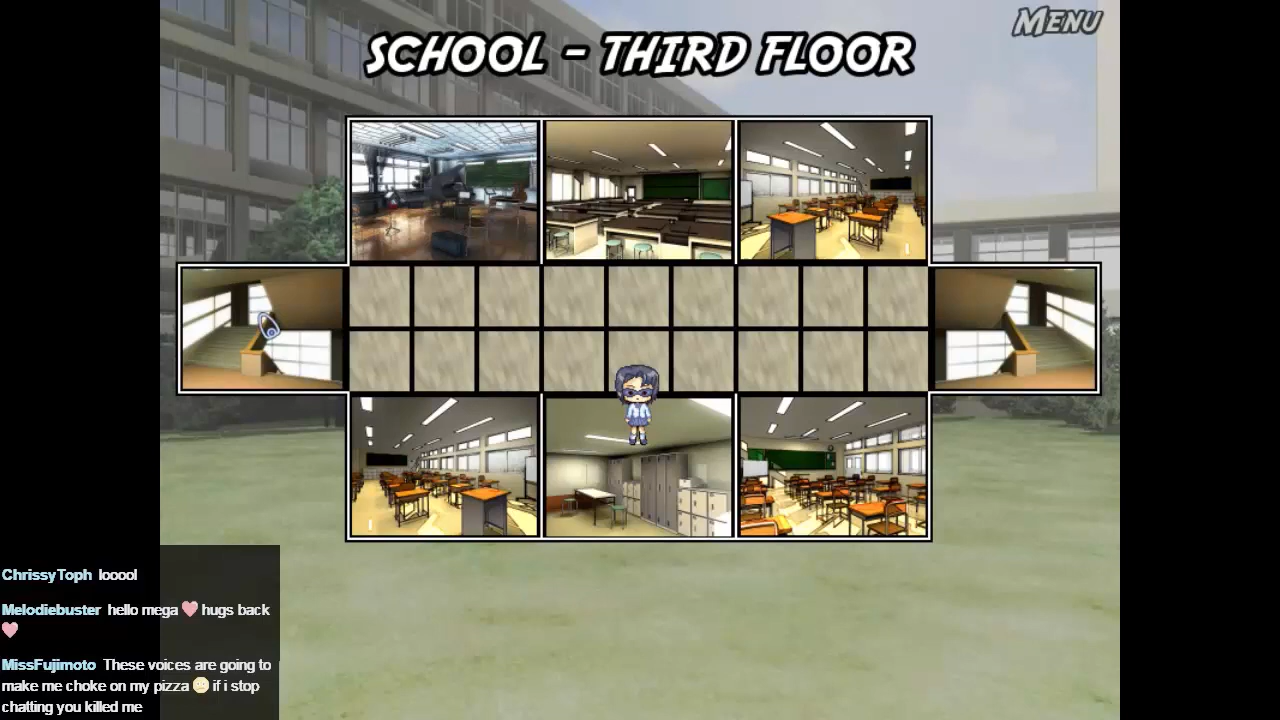 MENU
SCHOOL - THIRD FLOOR
ChrissyToph looool
Melodiebuster hello mega hugs back
MissFujimoto These voices are going to
make me choke on my pizza if i stop
chatting you killed me